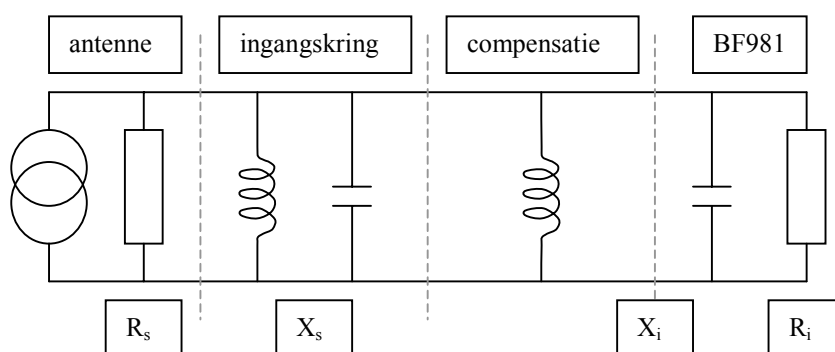 antenne
ingangskring
compensatie
BF981
Rs
Xs
Xi
Ri